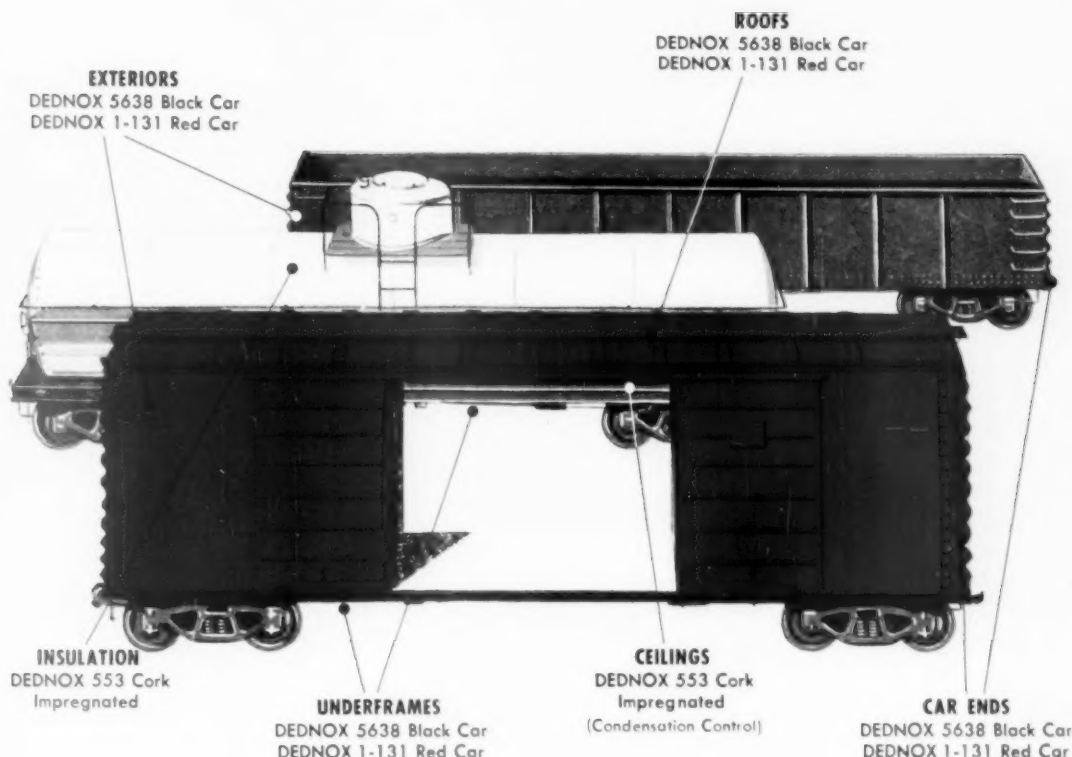 ROOFS
DEDNOX 5638 Black Car
DEDNOX 1-131 Red Car
EXTERIORS
DEDNOX 5638 Black Car
DEDNOX 1-131 Red Car
INSULATION
DEDNOX 553 Cork
Impregnated
UNDERFRAMES
DEDNOX 5638 Black Car
DEDNOX 1-131 Red Car
CEILINGS
DEDNOX 553 Cork
Impregnated
(Condensation Control)
CAR ENDS
DEDNOX 5638 Black Car
DEDNOX 1-131 Red Car